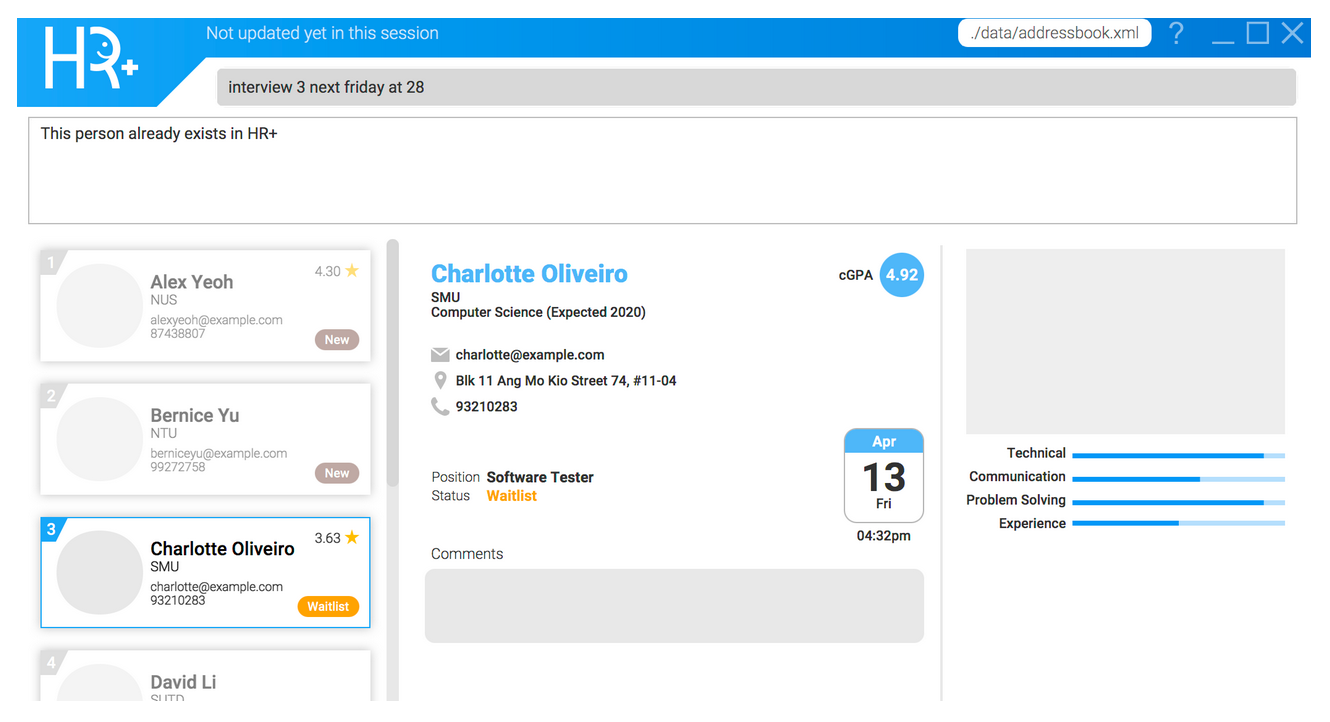 HR+
Not updated yet in this session
./data/addressbook.xml
?
interview 3 next friday at 28
This person already exists in HR+
1
Alex Yeoh
4.30
NUS
alexyeoh@example.com
87438807
New
2
Bernice Yu
NTU
berniceyu@example.com
99272758
New
3
Charlotte Oliveiro
3.63
SMU
charlotte@example.com
93210283
Waitlist
4
David Li
SUTD
Charlotte Oliveiro
cGPA 4.92
SMU
Computer Science (Expected 2020)
charlotte@example.com
Blk 11 Ang Mo Kio Street 74, #11-04
93210283
Position Software Tester
Status Waitlist
Apr
13
Fri
04:32pm
Comments
Technical
Communication
Problem Solving
Experience